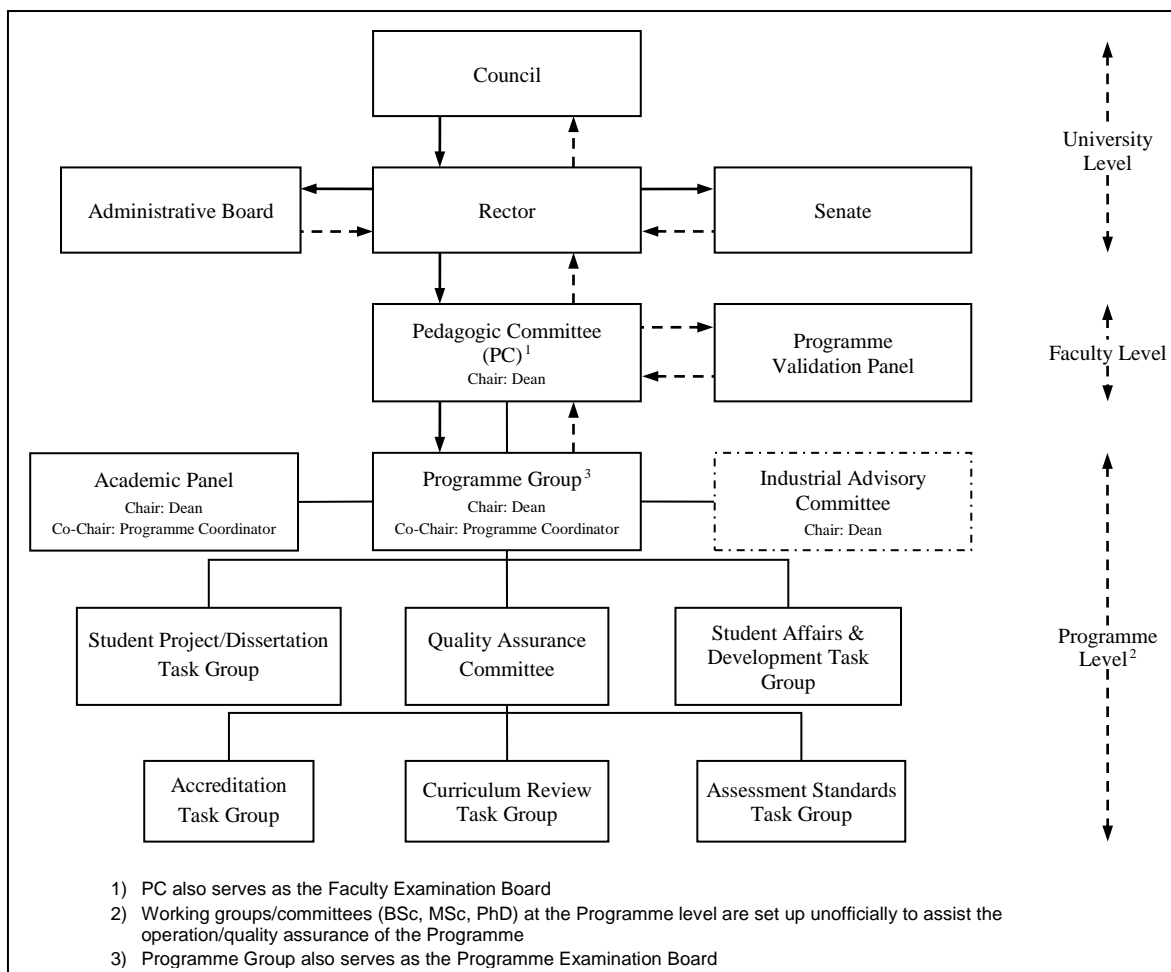 Council
University
Level
Administrative Board
Rector
Senate
Pedagogic Committee
(PC)1
Chair: Dean
Programme
Validation Panel
Faculty Level
Academic Panel
Chair: Dean
Co-Chair: Programme Coordinator
Programme Group3
Chair: Dean
Co-Chair: Programme Coordinator
Industrial Advisory
Committee
Chair: Dean
Student Project/Dissertation
Task Group
Quality Assurance
Committee
Student Affairs &
Development Task
Group
Programme
Level2
Accreditation
Task Group
Curriculum Review
Task Group
Assessment Standards
Task Group
1) PC also serves as the Faculty Examination Board
2) Working groups/committees (BSc, MSc, PhD) at the Programme level are set up unofficially to assist the
operation/quality assurance of the Programme
3) Programme Group also serves as the Programme Examination Board